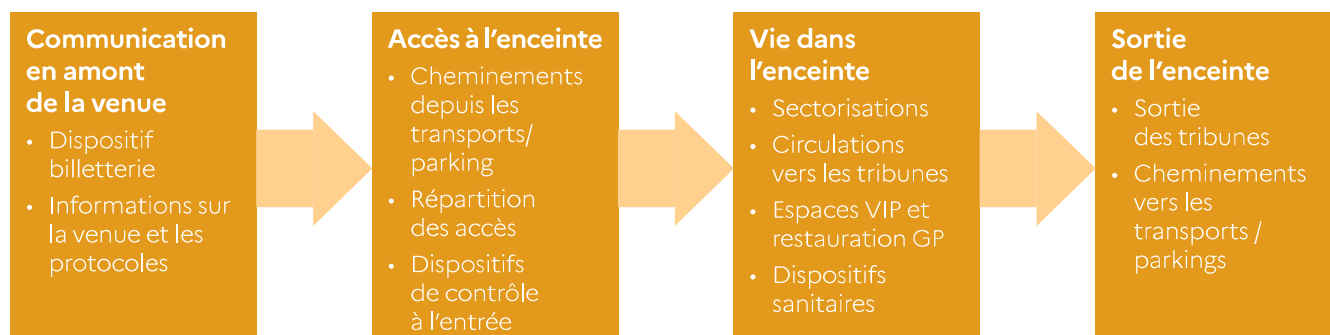 Communication
en amont
de la venue
• Dispositif
billetterie
• Informations sur
la venue et les
protocoles
Accès à l’enceinte
• Cheminements
depuis les
transports/
parking
• Répartition
des accès
• Dispositifs
de contrôle
à l’entrée
Vie dans
l’enceinte
• Sectorisations
• Circulations
vers les tribunes
• Espaces VIP et
restauration GP
• Dispositifs
sanitaires
Sortie
de l’enceinte
• Sortie
des tribunes
• Cheminements
vers les
transports /
parkings